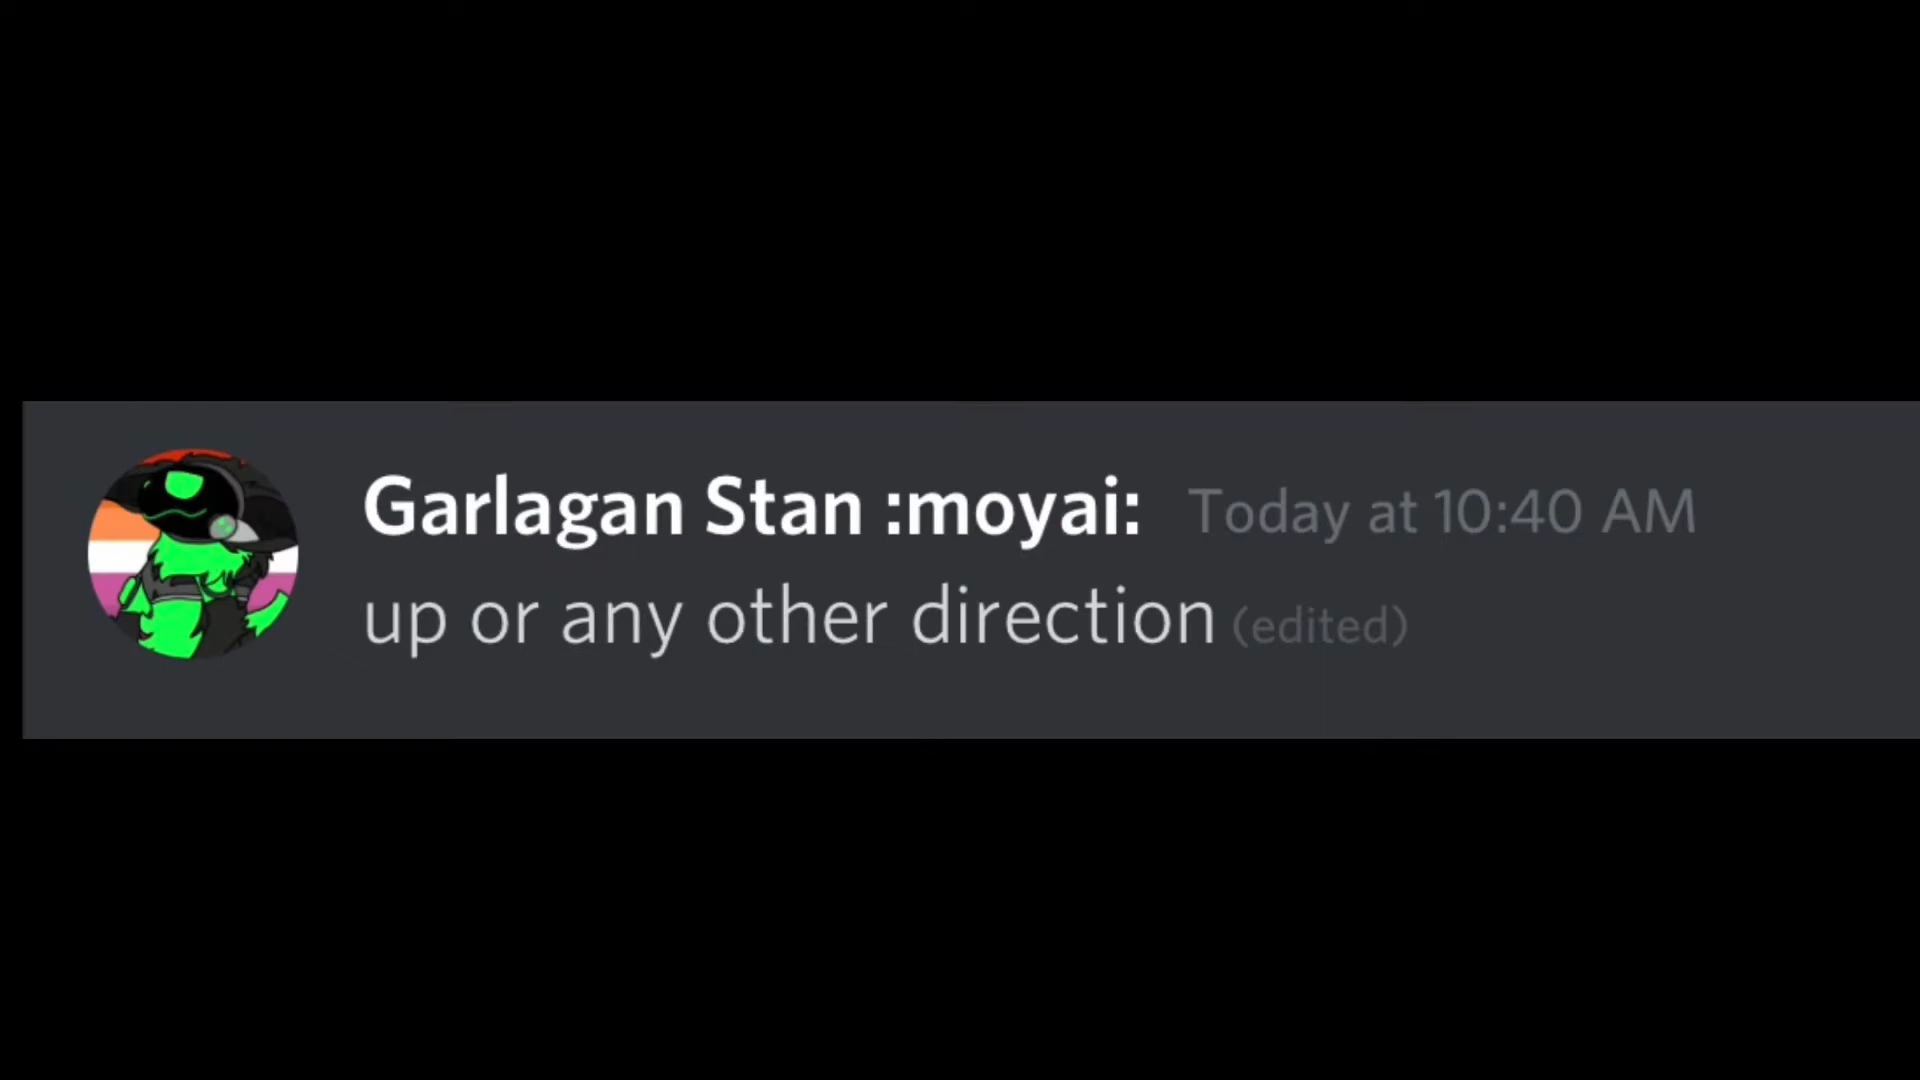 Garlagan Stan :moyai: Today at 10:40 AM
up or any other direction (edited)